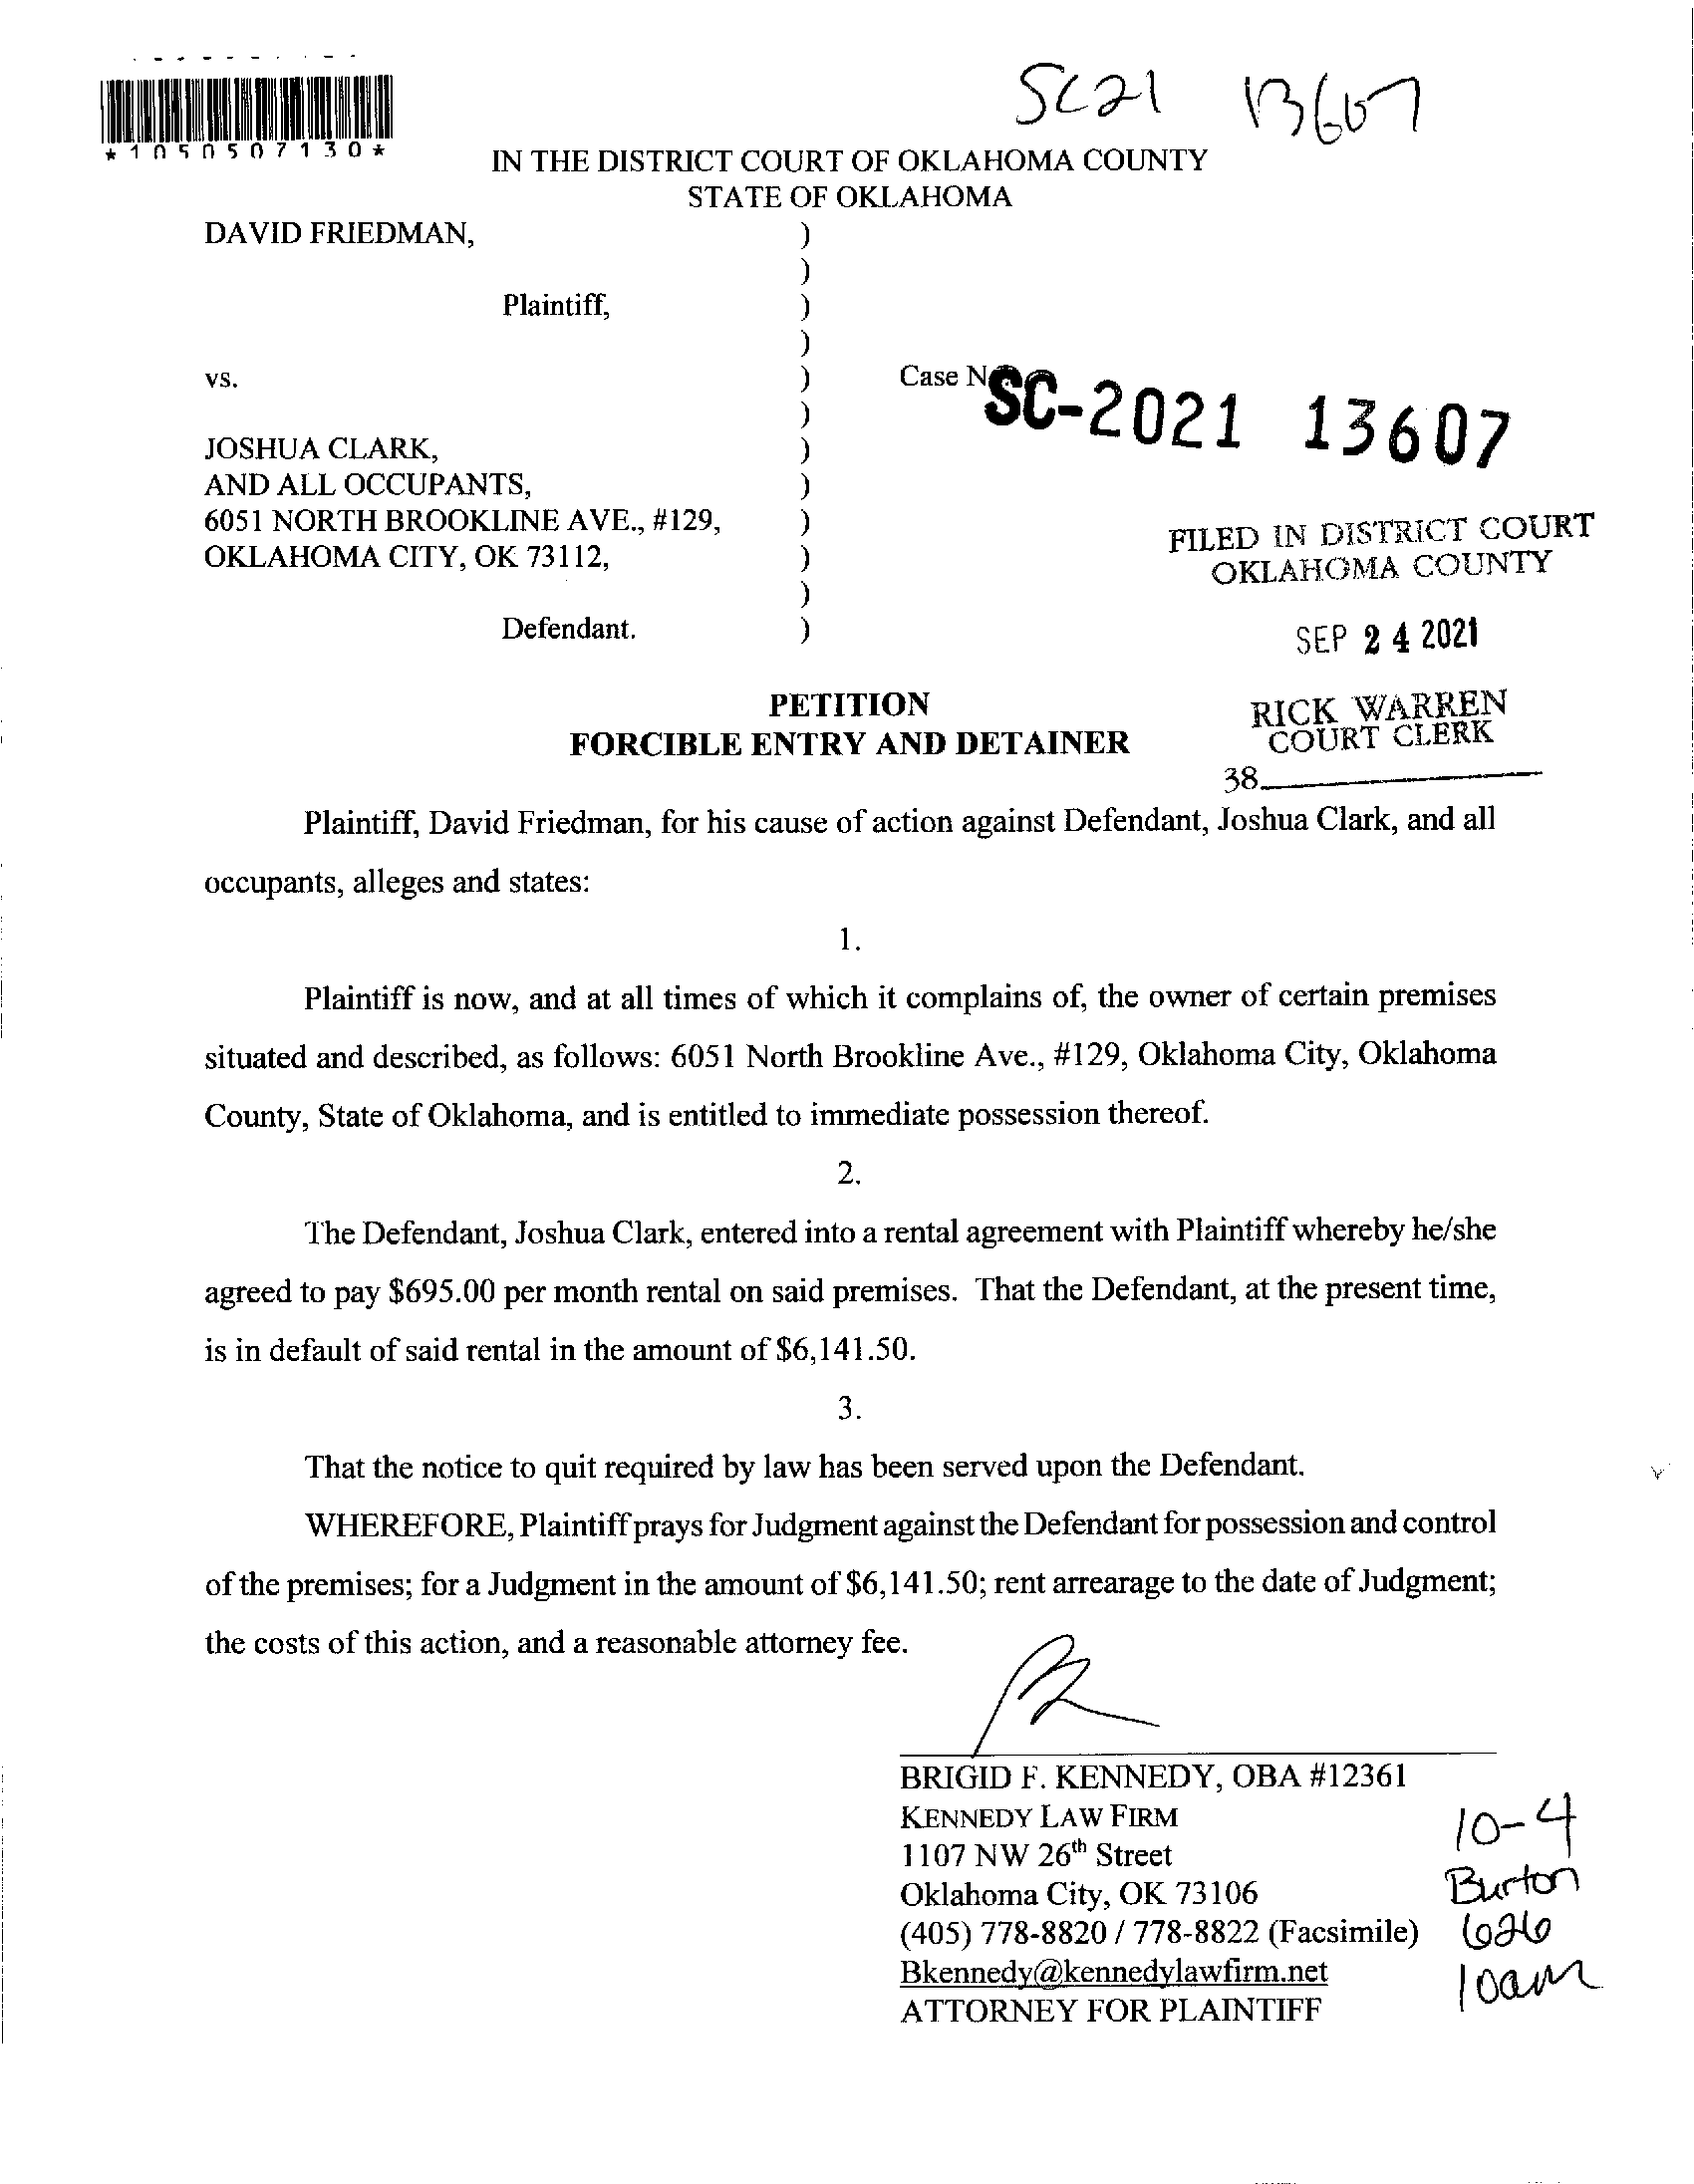 SC21 13607
*1050507130*
IN THE DISTRICT COURT OF OKLAHOMA COUNTY
STATE OF OKLAHOMA
DAVID FRIEDMAN, )
)
Plaintiff, )
)
vs. ) Case No SC-2021 13607
)
JOSHUA CLARK, )
AND ALL OCCUPANTS, )
6051 NORTH BROOKLINE AVE., #129, )
OKLAHOMA CITY, OK 73112, )
)
Defendant. )
FILED IN DISTRICT COURT
OKLAHOMA COUNTY
SEP 24 2021
RICK WARREN
COURT CLERK
38
PETITION
FORCIBLE ENTRY AND DETAINER
Plaintiff, David Friedman, for his cause of action against Defendant, Joshua Clark, and all
occupants, alleges and states:
1.
Plaintiff is now, and at all times of which it complains of, the owner of certain premises
situated and described, as follows: 6051 North Brookline Ave., #129, Oklahoma City, Oklahoma
County, State of Oklahoma, and is entitled to immediate possession thereof.
2.
The Defendant, Joshua Clark, entered into a rental agreement with Plaintiff whereby he/she
agreed to pay $695.00 per month rental on said premises. That the Defendant, at the present time,
is in default of said rental in the amount of $6,141.50.
3.
That the notice to quit required by law has been served upon the Defendant.
WHEREFORE, Plaintiff prays for Judgment against the Defendant for possession and control
of the premises; for a Judgment in the amount of $6,141.50; rent arrearage to the date of Judgment;
the costs of this action, and a reasonable attorney fee.
BRIGID F. KENNEDY, OBA #12361
KENNEDY LAW FIRM
1107 NW 26th Street
Oklahoma City, OK 73106
(405) 778-8820 / 778-8822 (Facsimile)
Bkennedy@kennedylawfirm.net
ATTORNEY FOR PLAINTIFF
10-4
Burton
626
10am